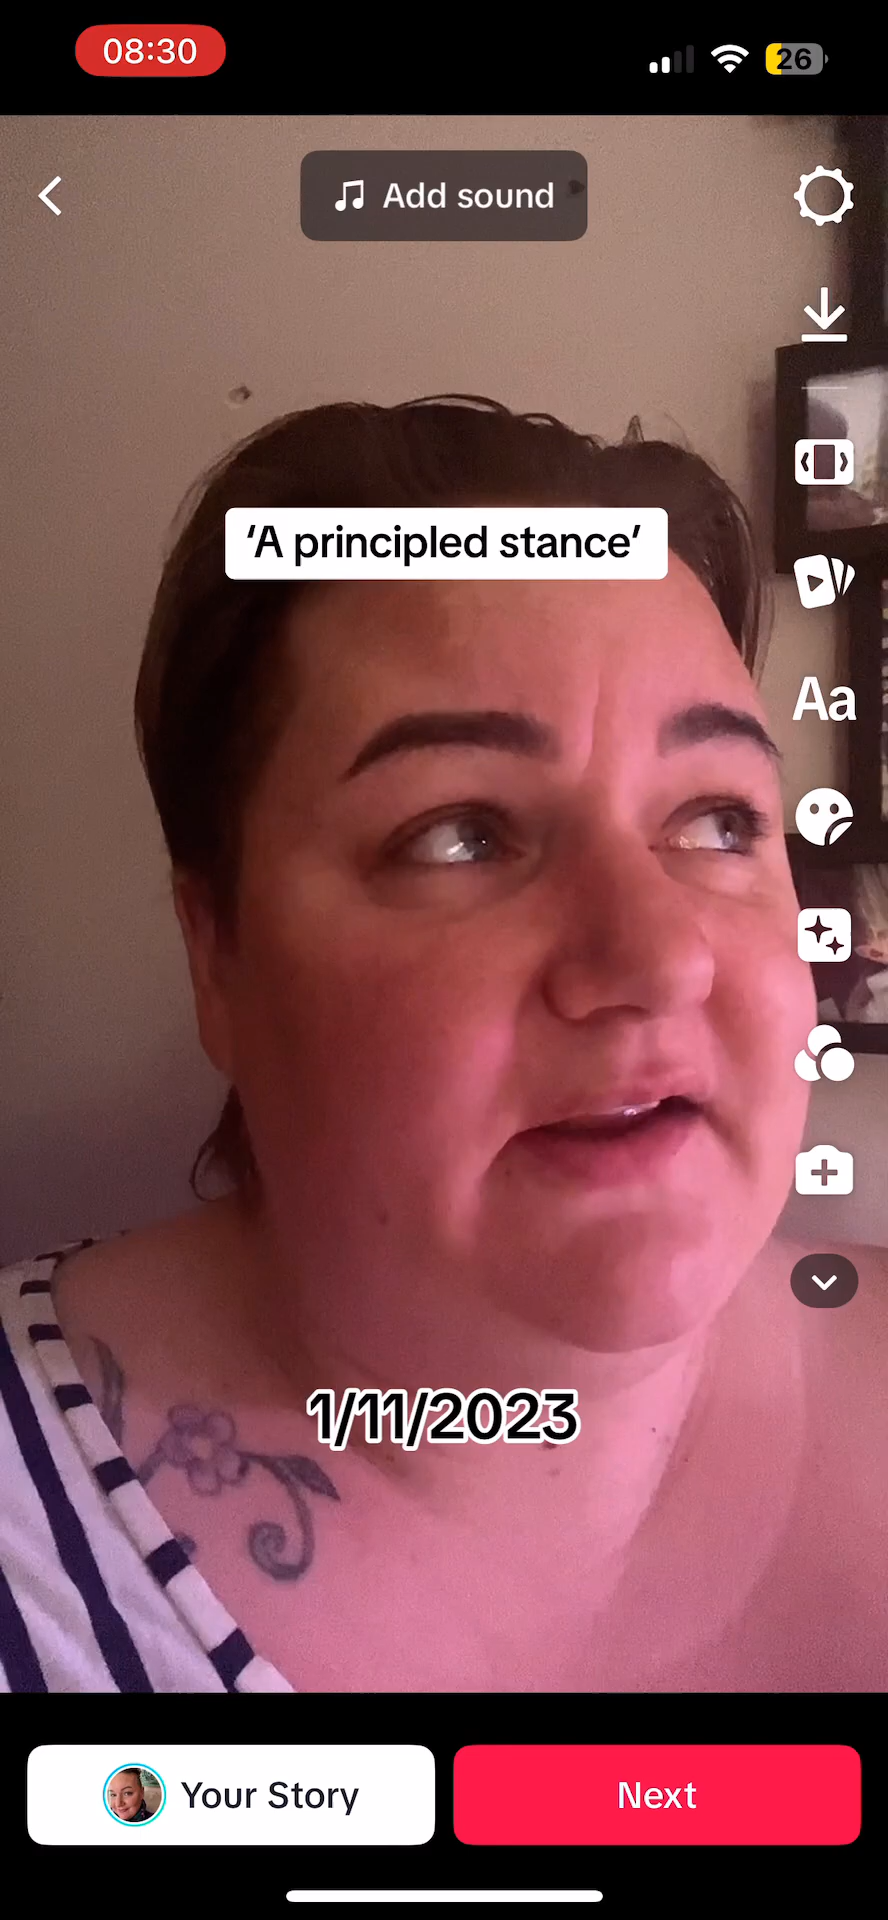 08:30
26
Add sound
‘A principled stance’
Aa
1/11/2023
Your Story
Next